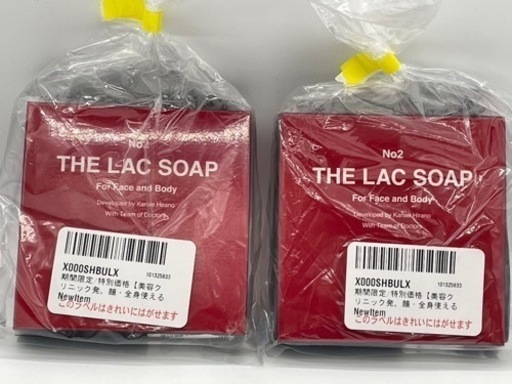 No.
THE LAC SOAP
For Face and Body
Developed by Kanae Hirano
With Team of Doctors
X000SHBULX
101025633
期間限定/特別価格【美容ク
リニック発。顔・全身使える
NewItem
このラベルはきれいにはがせます
No2
THE LAC SOAP
For Face and Body
Developed by Kanae Hirano
With Team of Doctors
X000SHBULX
101025633
期間限定/特別価格【美容ク
リニック発。顔・全身使える
NewItem
このラベルはきれいにはがせます